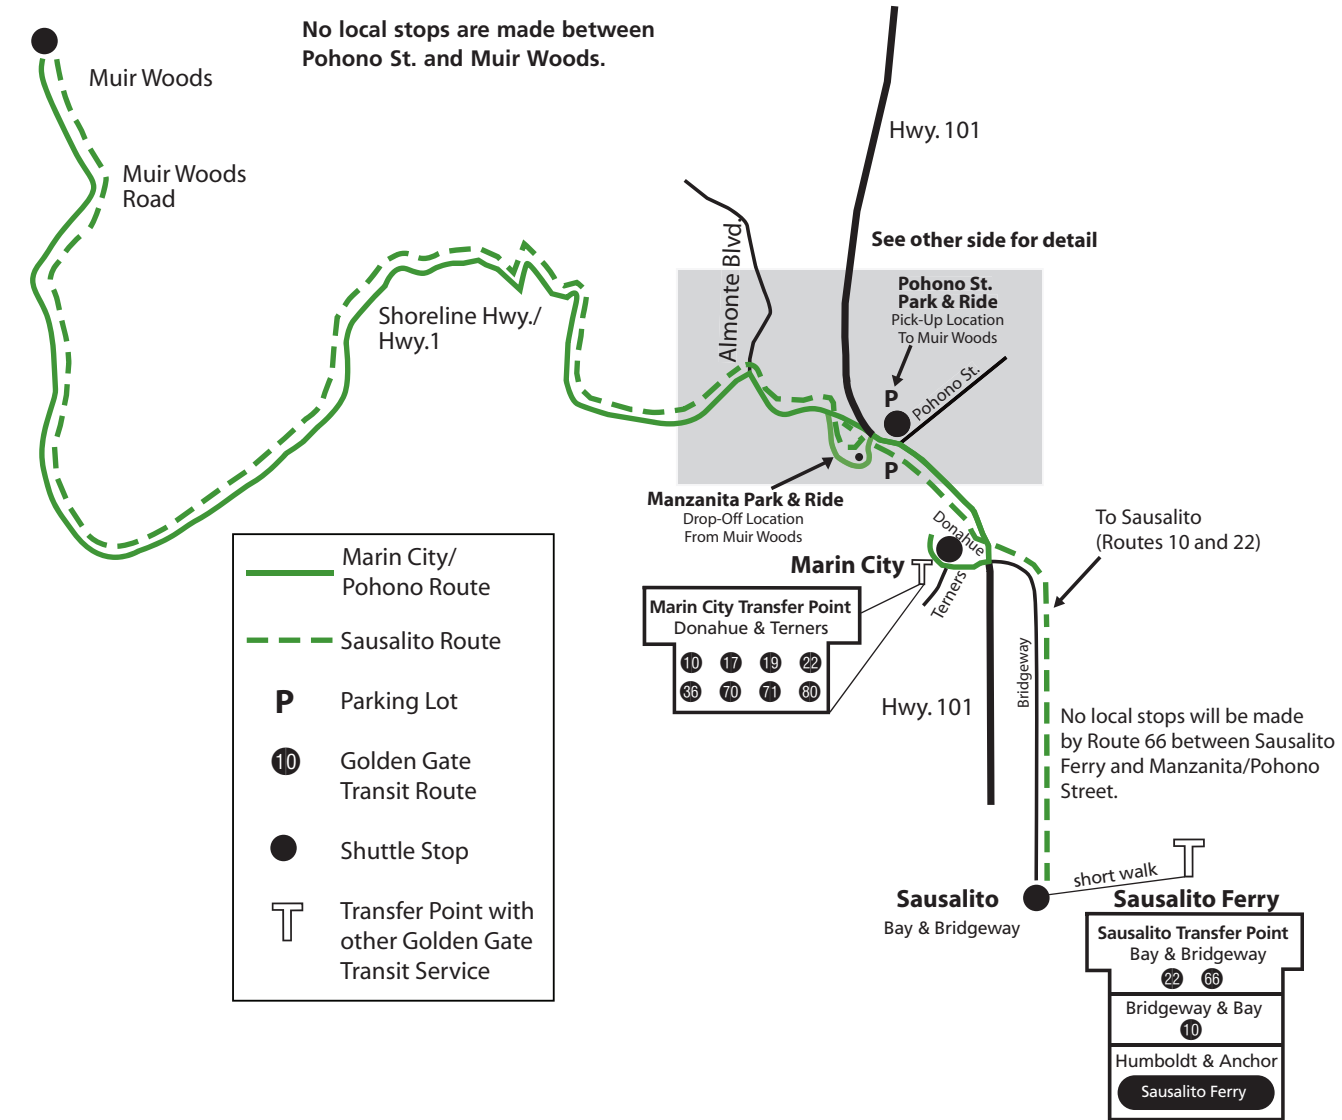 No local stops are made between
Pohono St. and Muir Woods.
Muir Woods
Muir Woods
Road
Hwy. 101
Almonte Blvd.
See other side for detail
Shoreline Hwy./
Hwy.1
Pohono St.
Park & Ride
Pick-Up Location
To Muir Woods
P
Pohono St.
P
Manzanita Park & Ride
Drop-Off Location
From Muir Woods
Donahue
Marin City
T
Terners
To Sausalito
(Routes 10 and 22)
Marin City Transfer Point
Donahue & Terners
10 17 19 22
36 70 71 80
Hwy. 101
Bridgeway
No local stops will be made
by Route 66 between Sausalito
Ferry and Manzanita/Pohono
Street.
Marin City/
Pohono Route
Sausalito Route
P Parking Lot
10 Golden Gate
Transit Route
Shuttle Stop
T Transfer Point with
other Golden Gate
Transit Service
short walk
T
Sausalito
Bay & Bridgeway
Sausalito Ferry
Sausalito Transfer Point
Bay & Bridgeway
22 66
Bridgeway & Bay
10
Humboldt & Anchor
Sausalito Ferry